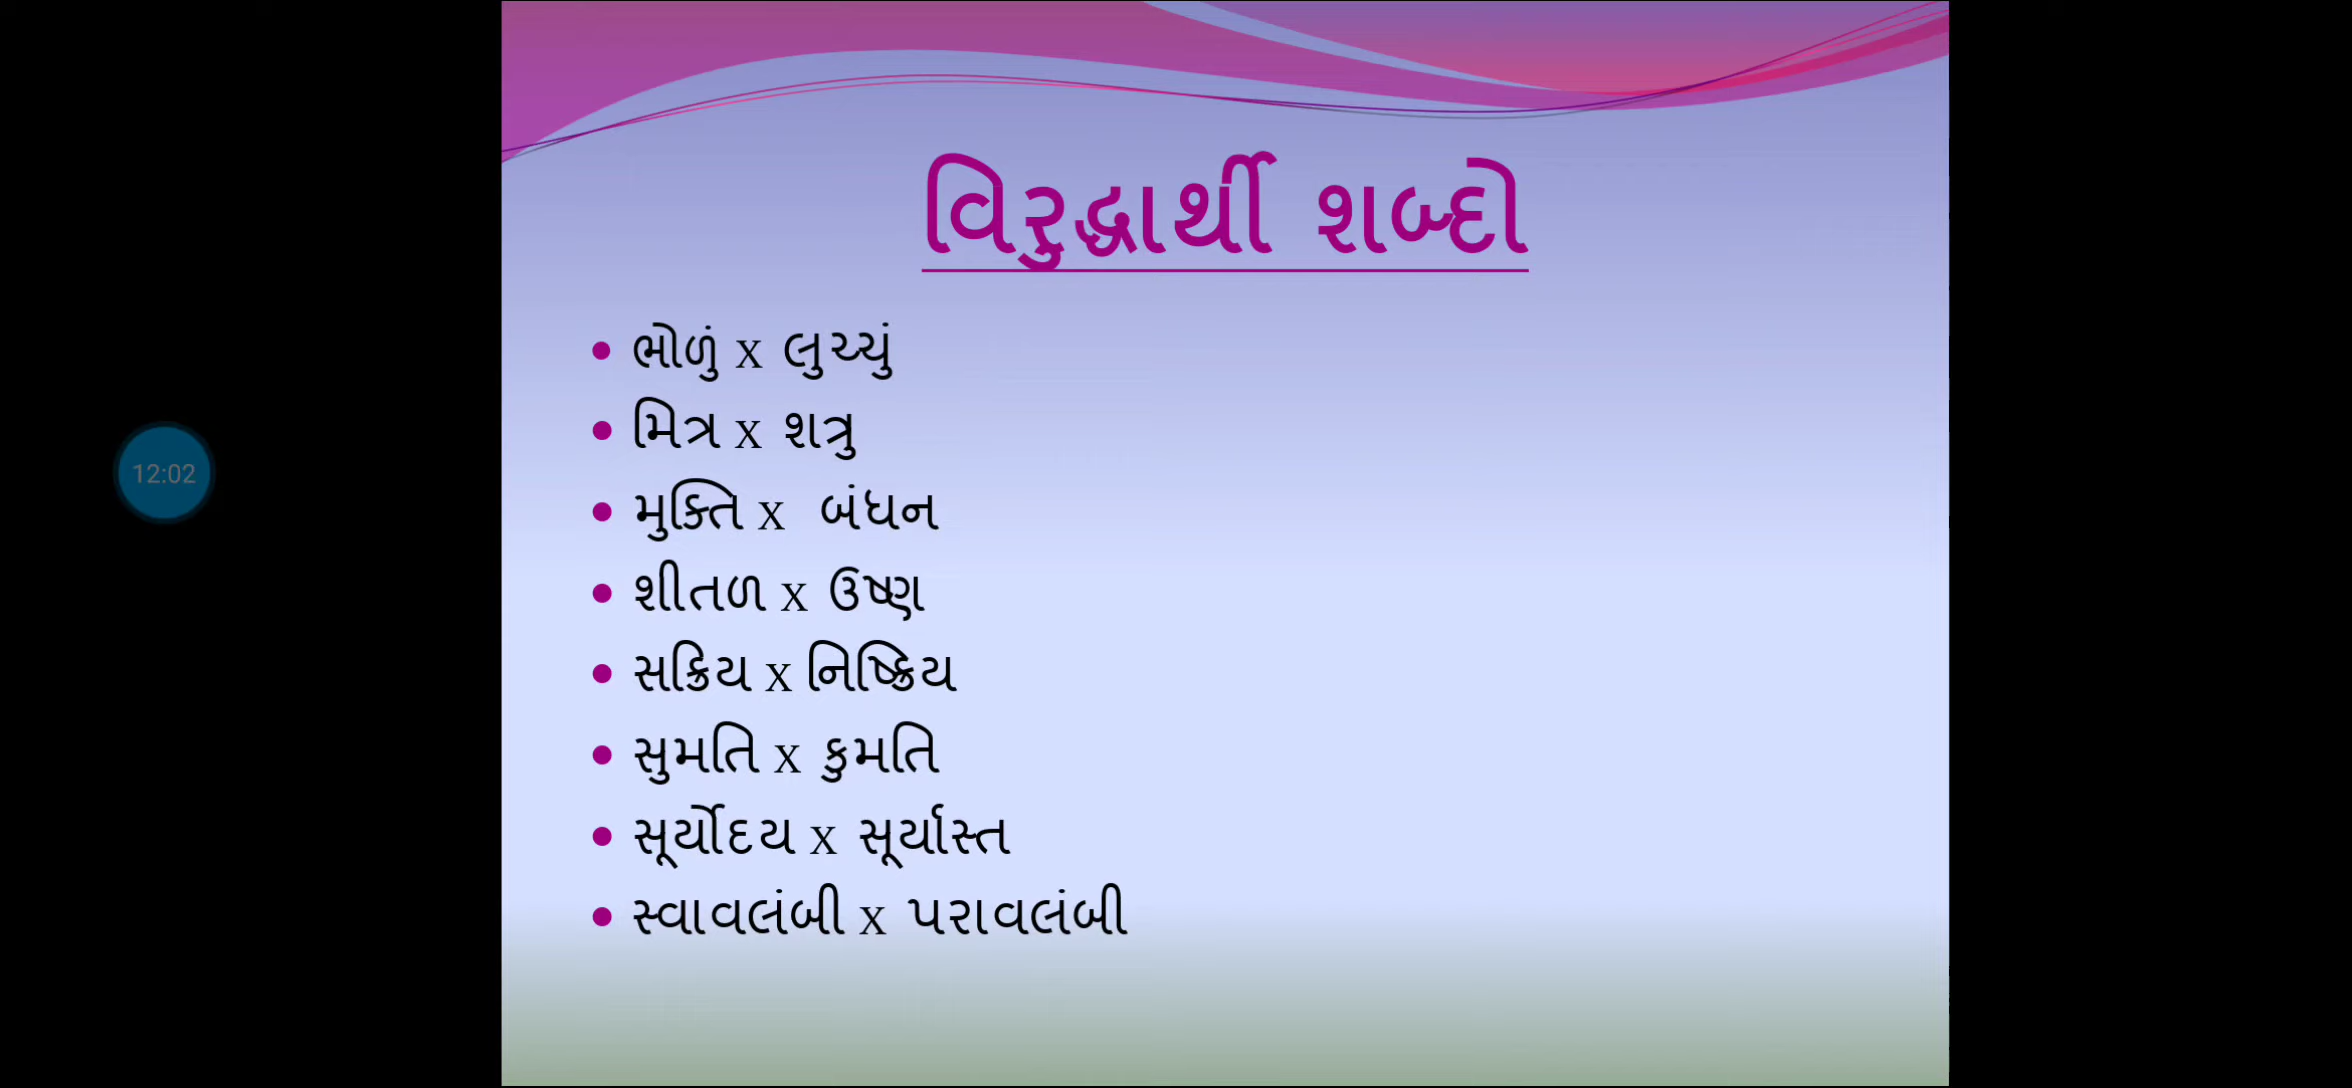 વિરુદ્ધાર્થી શબ્દો
• ભોળું x લુચ્ચું
• મિત્ર x શત્રુ
• મુક્તિ x બંધન
• શીતળ x ઉષ્ણ
• સક્રિય x નિષ્ક્રિય
12:02
• સુમતિ x કુમતિ
• સૂર્યોદય x સૂર્યાસ્ત
• સ્વાવલંબી x પરાવલંબી